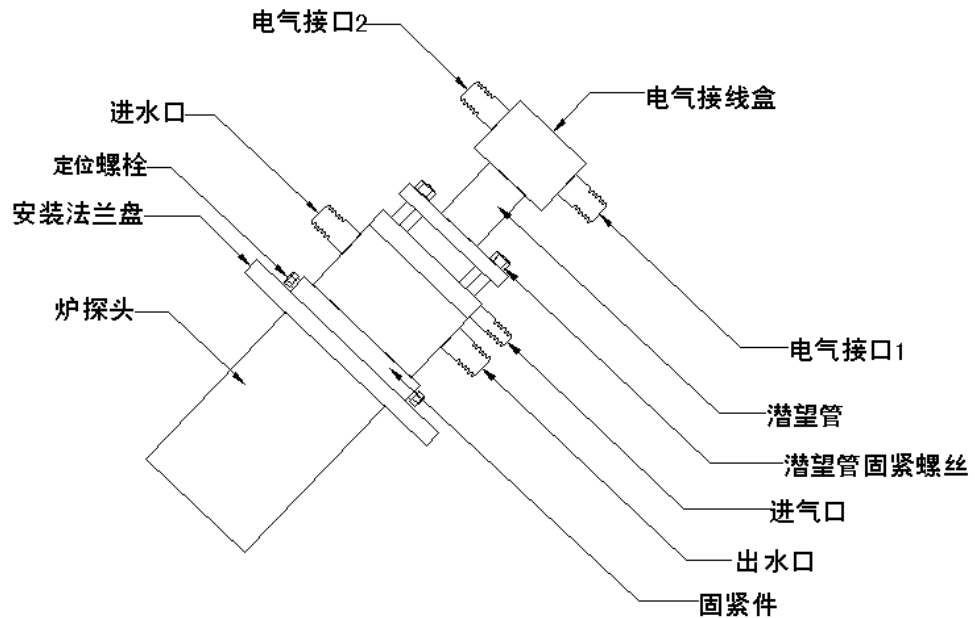 电气接口2
电气接线盒
进水口
定位螺栓
安装法兰盘
炉探头
电气接口1
潜望管
潜望管固紧螺丝
进气口
出水口
固紧件